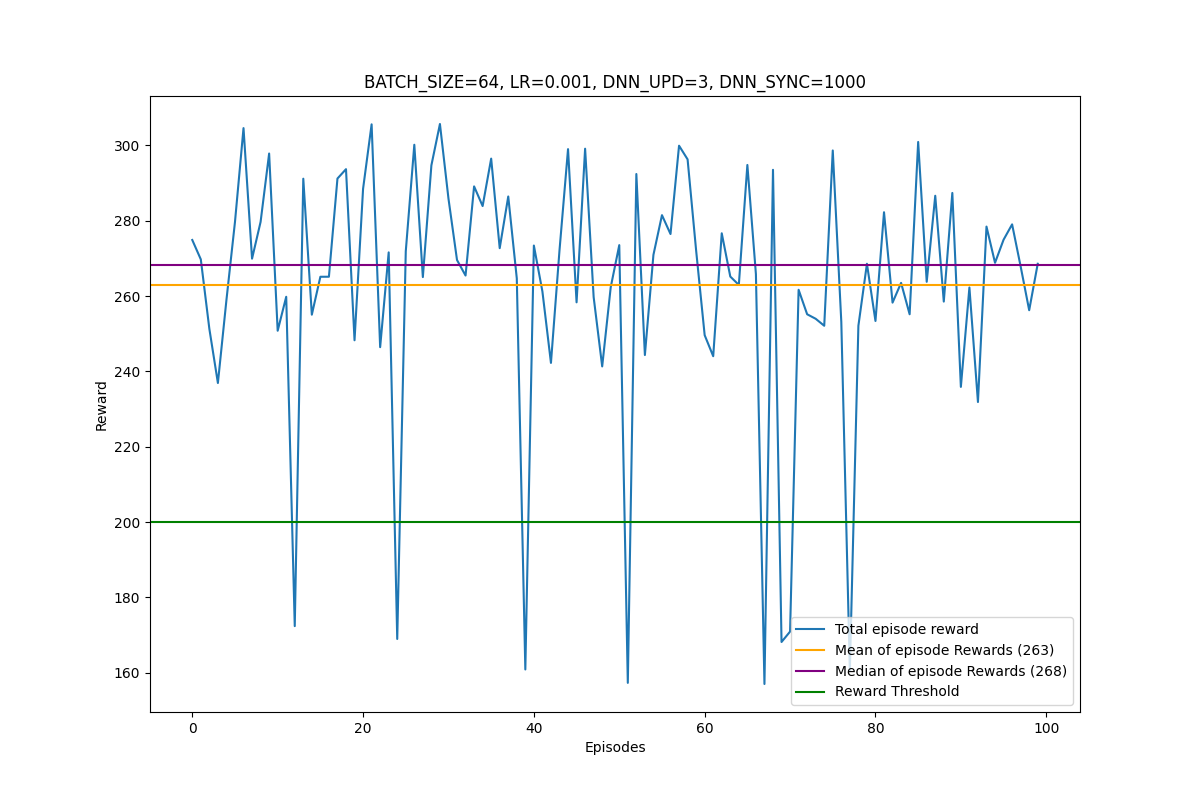 BATCH_SIZE=64, LR=0.001, DNN_UPD=3, DNN_SYNC=1000
300
280
260
240
220
200
180
160
Reward
0
20
40
60
80
100
Episodes
Total episode reward
Mean of episode Rewards (263)
Median of episode Rewards (268)
Reward Threshold